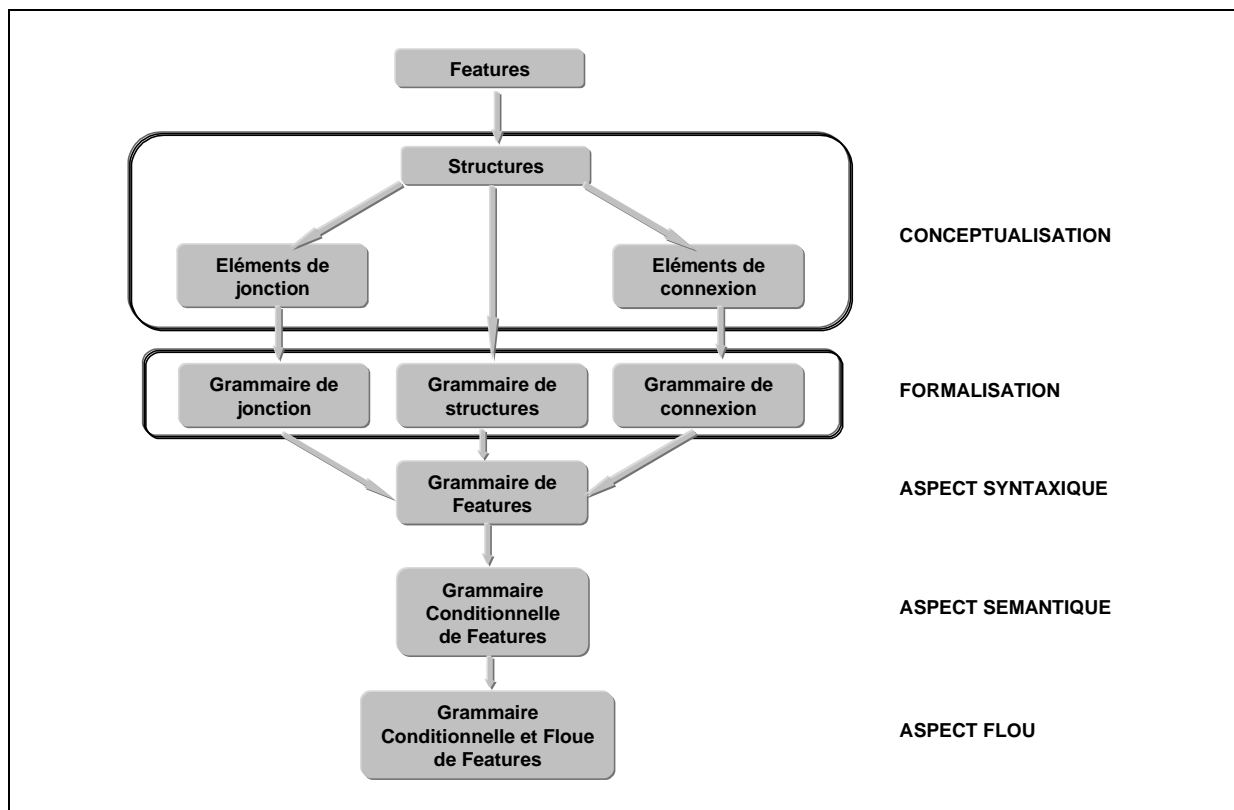 Features
Structures
CONCEPTUALISATION
Eléments de
jonction
Eléments de
connexion
Grammaire de
jonction
Grammaire de
structures
Grammaire de
connexion
FORMALISATION
Grammaire de
Features
ASPECT SYNTAXIQUE
Grammaire
Conditionnelle
de Features
ASPECT SEMANTIQUE
Grammaire
Conditionnelle et Floue
de Features
ASPECT FLOU